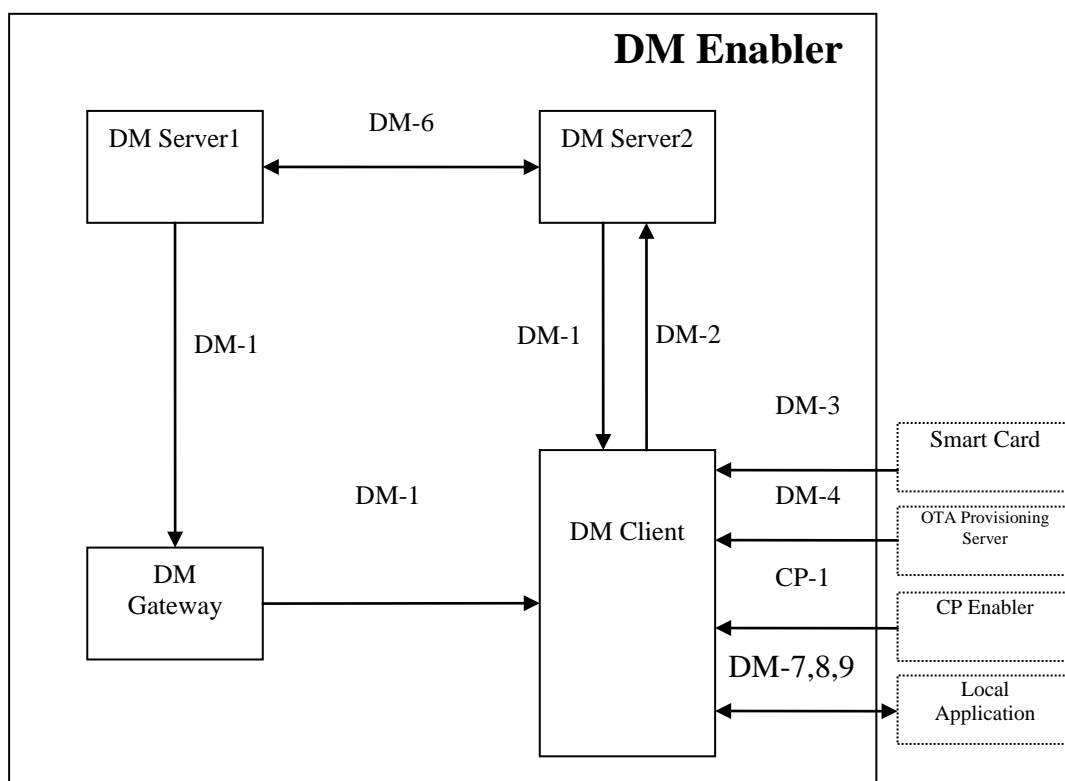 DM Enabler
DM Server1
DM-6
DM Server2
DM-1
DM-1
DM-2
DM-3
Smart Card
DM-1
DM-4
DM Client
OTA Provisioning
Server
DM
Gateway
CP-1
CP Enabler
DM-7,8,9
Local
Application